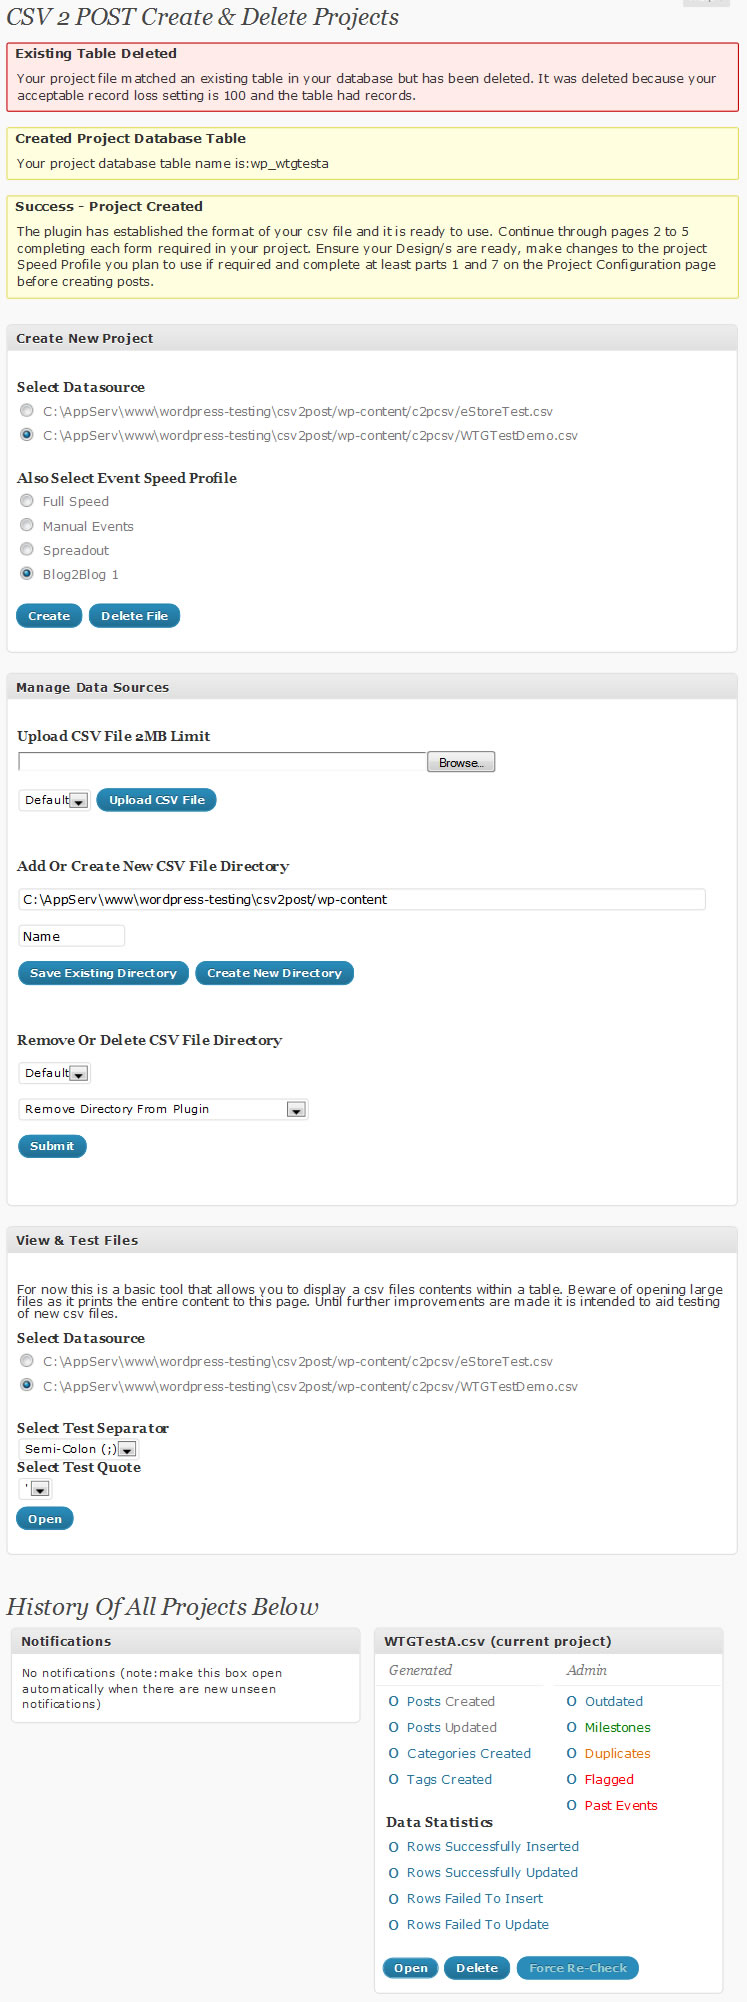 CSV 2 POST Create & Delete Projects
Existing Table Deleted
Your project file matched an existing table in your database but has been deleted. It was deleted because your
acceptable record loss setting is 100 and the table had records.
Created Project Database Table
Your project database table name is:wp_wtgtesta
Success - Project Created
The plugin has established the format of your csv file and it is ready to use. Continue through pages 2 to 5
completing each form required in your project. Ensure your Design/s are ready, make changes to the project
Speed Profile you plan to use if required and complete at least parts 1 and 7 on the Project Configuration page
before creating posts.
Create New Project
Select Datasource
C:\AppServ\www\wordpress-testing\csv2post/wp-content/c2pcsv/eStoreTest.csv
C:\AppServ\www\wordpress-testing\csv2post/wp-content/c2pcsv/WTGTestDemo.csv
Also Select Event Speed Profile
Full Speed
Manual Events
Spreadout
Blog2Blog 1
Create Delete File
Manage Data Sources
Upload CSV File 2MB Limit
Browse...
Default Upload CSV File
Add Or Create New CSV File Directory
C:\AppServ\www\wordpress-testing\csv2post/wp-content
Name
Save Existing Directory Create New Directory
Remove Or Delete CSV File Directory
Default
Remove Directory From Plugin
Submit
View & Test Files
For now this is a basic tool that allows you to display a csv files contents within a table. Beware of opening large
files as it prints the entire content to this page. Until further improvements are made it is intended to aid testing
of new csv files.
Select Datasource
C:\AppServ\www\wordpress-testing\csv2post/wp-content/c2pcsv/eStoreTest.csv
C:\AppServ\www\wordpress-testing\csv2post/wp-content/c2pcsv/WTGTestDemo.csv
Select Test Separator
Semi-Colon (;)
Select Test Quote
'
Open
History Of All Projects Below
Notifications
No notifications (note:make this box open
automatically when there are new unseen
notifications)
WTGTestA.csv (current project)
Generated
0 Posts Created
0 Posts Updated
0 Categories Created
0 Tags Created
Admin
0 Outdated
0 Milestones
0 Duplicates
0 Flagged
0 Past Events
Data Statistics
0 Rows Successfully Inserted
0 Rows Successfully Updated
0 Rows Failed To Insert
0 Rows Failed To Update
Open Delete Force Re-Check